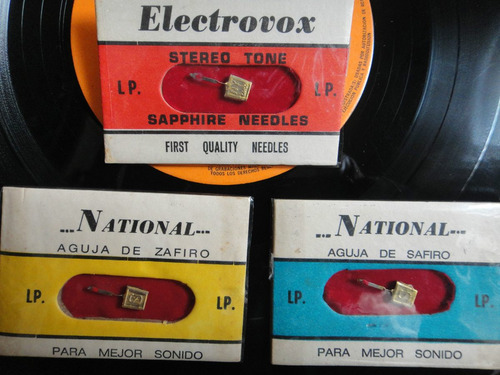 Electrovox
STEREO TONE
LP. LP.
SAPPHIRE NEEDLES
FIRST QUALITY NEEDLES
...NATIONAL...
AGUJA DE ZAFIRO
LP. LP.
PARA MEJOR SONIDO
...NATIONAL...
AGUJA DE SAFIRO
LP. LP.
PARA MEJOR SONIDO